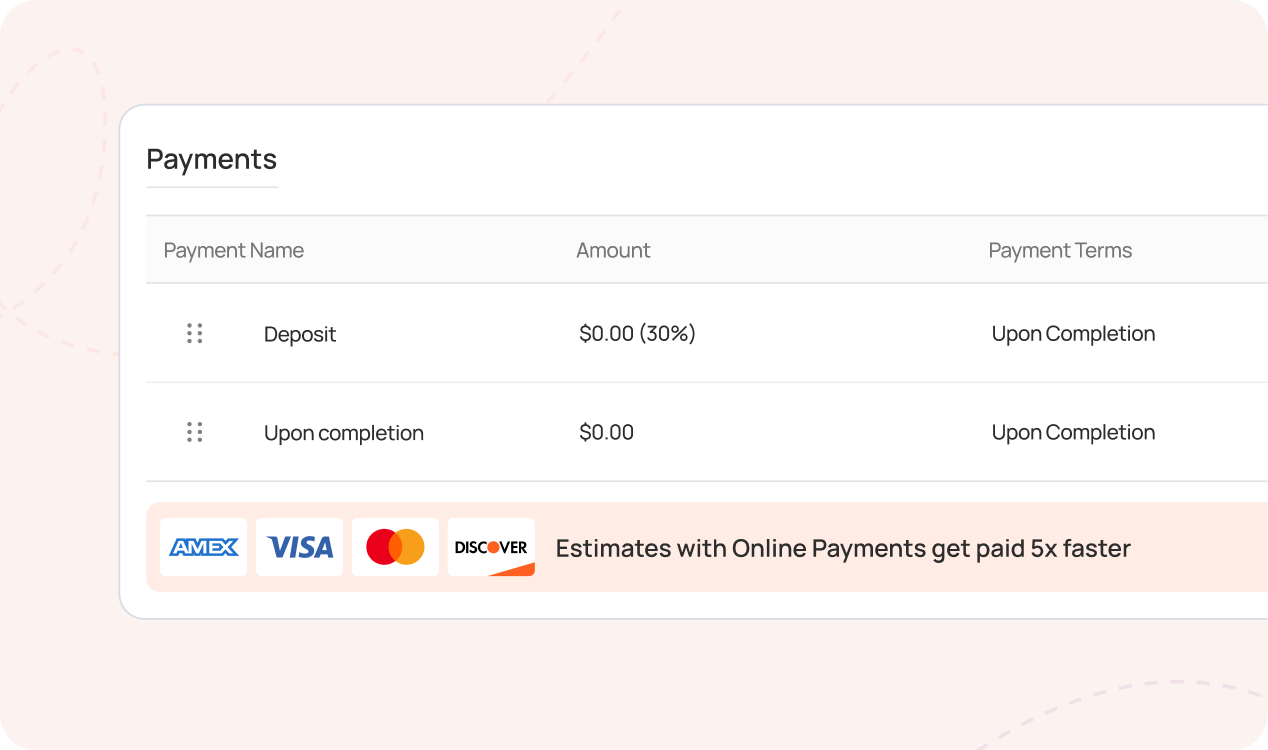 Payments
Payment Name Amount Payment Terms
Deposit $0.00 (30%) Upon Completion
Upon completion $0.00 Upon Completion
AMEX VISA DISCOVER Estimates with Online Payments get paid 5x faster